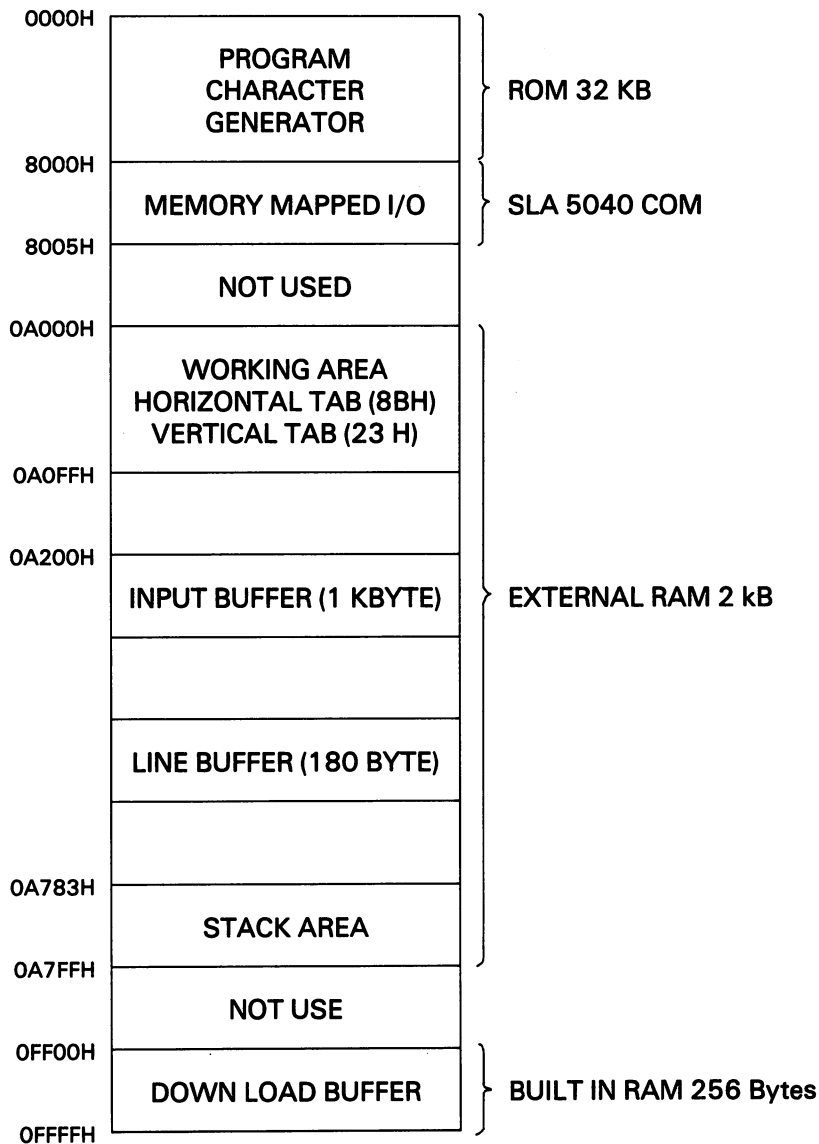 0000H
PROGRAM
CHARACTER
GENERATOR
ROM 32 KB
8000H
MEMORY MAPPED I/O
SLA 5040 COM
8005H
NOT USED
0A000H
WORKING AREA
HORIZONTAL TAB (8BH)
VERTICAL TAB (23 H)
0A0FFH
0A200H
INPUT BUFFER (1 KBYTE)
EXTERNAL RAM 2 kB
LINE BUFFER (180 BYTE)
0A783H
STACK AREA
0A7FFH
NOT USE
0FF00H
DOWN LOAD BUFFER
BUILT IN RAM 256 Bytes
0FFFFH